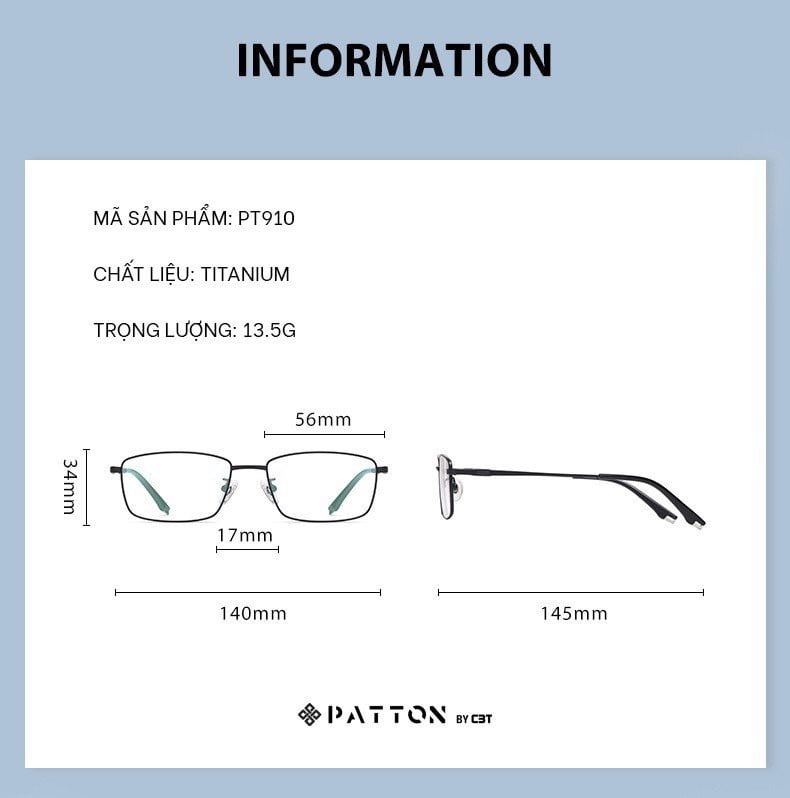 INFORMATION
MÃ SẢN PHẨM: PT910
CHẤT LIỆU: TITANIUM
TRỌNG LƯỢNG: 13.5G
56mm
34mm
17mm
140mm
145mm
PATTON BY CBT